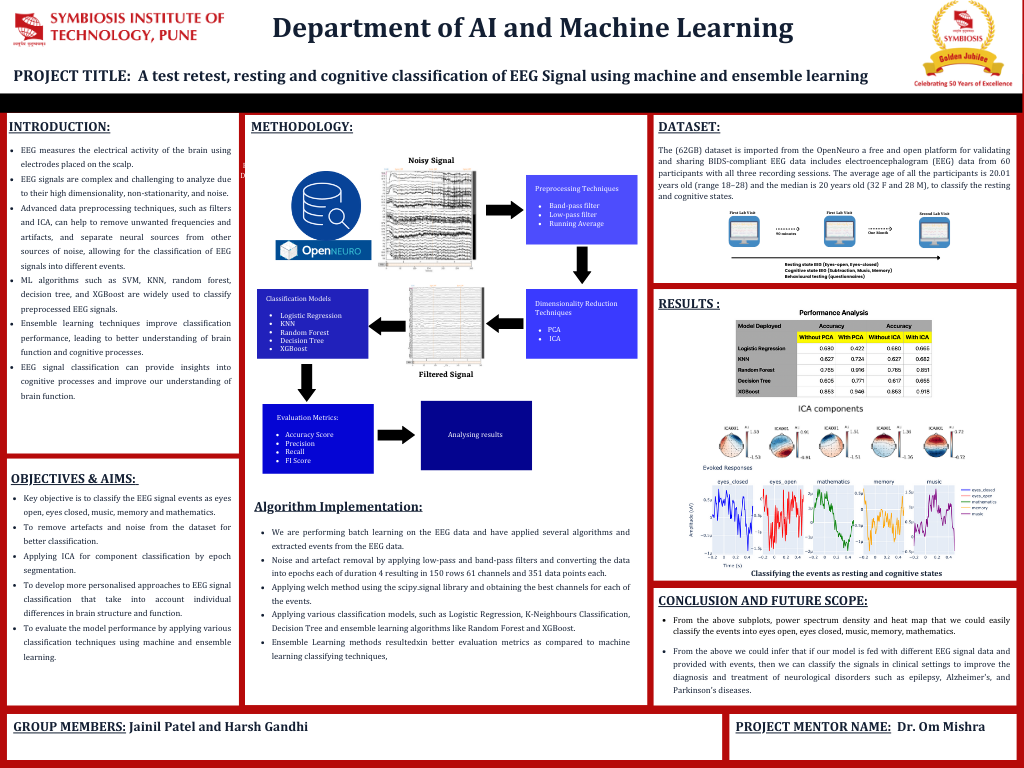 SYMBIOSIS INSTITUTE OF
TECHNOLOGY, PUNE
Department of AI and Machine Learning
SYMBIOSIS
Golden Jubilee
Celebrating 50 Years of Excellence
PROJECT TITLE: A test retest, resting and cognitive classification of EEG Signal using machine and ensemble learning
INTRODUCTION:
• EEG measures the electrical activity of the brain using
electrodes placed on the scalp.
• EEG signals are complex and challenging to analyze due
to their high dimensionality, non-stationarity, and noise.
• Advanced data preprocessing techniques, such as filters
and ICA, can help to remove unwanted frequencies and
artifacts, and separate neural sources from other
sources of noise, allowing for the classification of EEG
signals into different events.
• ML algorithms such as SVM, KNN, random forest,
decision tree, and XGBoost are widely used to classify
preprocessed EEG signals.
• Ensemble learning techniques improve classification
performance, leading to better understanding of brain
function and cognitive processes.
• EEG signal classification can provide insights into
cognitive processes and improve our understanding of
brain function.
OBJECTIVES & AIMS:
• Key objective is to classify the EEG signal events as eyes
open, eyes closed, music, memory and mathematics.
• To remove artefacts and noise from the dataset for
better classification.
• Applying ICA for component classification by epoch
segmentation.
• To develop more personalised approaches to EEG signal
classification that take into account individual
differences in brain structure and function.
• To evaluate the model performance by applying various
classification techniques using machine and ensemble
learning.
METHODOLOGY:
Noisy Signal
OpenNEURO
Preprocessing Techniques
• Band-pass filter
• Low-pass filter
• Running Average
Dimensionality Reduction
Techniques
• PCA
• ICA
Filtered Signal
Classification Models
• Logistic Regression
• KNN
• Random Forest
• Decision Tree
• XGBoost
Evaluation Metrics:
• Accuracy Score
• Precision
• Recall
• FI Score
Analysing results
Algorithm Implementation:
• We are performing batch learning on the EEG data and have applied several algorithms and
extracted events from the EEG data.
• Noise and artefact removal by applying low-pass and band-pass filters and converting the data
into epochs each of duration 4 resulting in 150 rows 61 channels and 351 data points each.
• Applying welch method using the scipy.signal library and obtaining the best channels for each of
the events.
• Applying various classification models, such as Logistic Regression, K-Neighbours Classification,
Decision Tree and ensemble learning algorithms like Random Forest and XGBoost.
• Ensemble Learning methods resultedxin better evaluation metrics as compared to machine
learning classifying techniques,
DATASET:
The (62GB) dataset is imported from the OpenNeuro a free and open platform for validating
and sharing BIDS-compliant EEG data includes electroencephalogram (EEG) data from 60
participants with all three recording sessions. The average age of all the participants is 20.01
years old (range 18–28) and the median is 20 years old (32 F and 28 M), to classify the resting
and cognitive states.
First Lab Visit First Lab Visit Second Lab Visit
90 minutes One Month
Resting state EEG (Eyes-open, Eyes-closed)
Cognitive state EEG (Subtraction, Music, Memory)
Behavioural testing (questionnaires)
RESULTS :
Performance Analysis
Model Deployed Accuracy Accuracy
Without PCA With PCA Without ICA With ICA
Logistic Regression 0.680 0.422 0.680 0.665
KNN 0.627 0.724 0.627 0.682
Random Forest 0.765 0.916 0.765 0.851
Decision Tree 0.605 0.771 0.617 0.655
XGBoost 0.853 0.946 0.853 0.918
ICA components
Evoked Responses
eyes_closed eyes_open mathematics memory music
Amplitude (uV)
Time (s)
eyes_closed
eyes_open
mathematics
memory
music
Classifying the events as resting and cognitive states
CONCLUSION AND FUTURE SCOPE:
• From the above subplots, power spectrum density and heat map that we could easily
classify the events into eyes open, eyes closed, music, memory, mathematics.
• From the above we could infer that if our model is fed with different EEG signal data and
provided with events, then we can classify the signals in clinical settings to improve the
diagnosis and treatment of neurological disorders such as epilepsy, Alzheimer's, and
Parkinson's diseases.
GROUP MEMBERS: Jainil Patel and Harsh Gandhi
PROJECT MENTOR NAME: Dr. Om Mishra